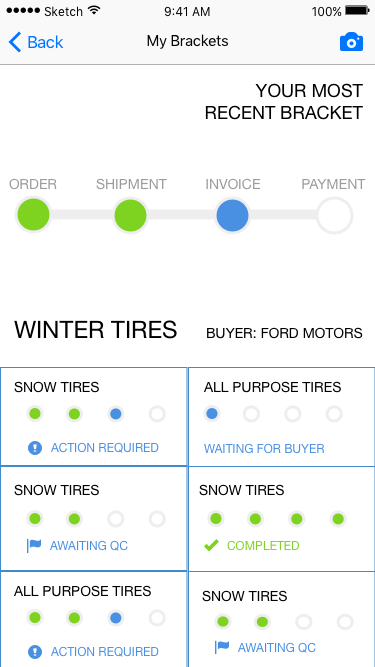 Sketch 9:41 AM 100%
Back My Brackets
YOUR MOST
RECENT BRACKET
ORDER SHIPMENT INVOICE PAYMENT
WINTER TIRES BUYER: FORD MOTORS
SNOW TIRES
ACTION REQUIRED
ALL PURPOSE TIRES
WAITING FOR BUYER
SNOW TIRES
AWAITING QC
SNOW TIRES
COMPLETED
ALL PURPOSE TIRES
ACTION REQUIRED
SNOW TIRES
AWAITING QC